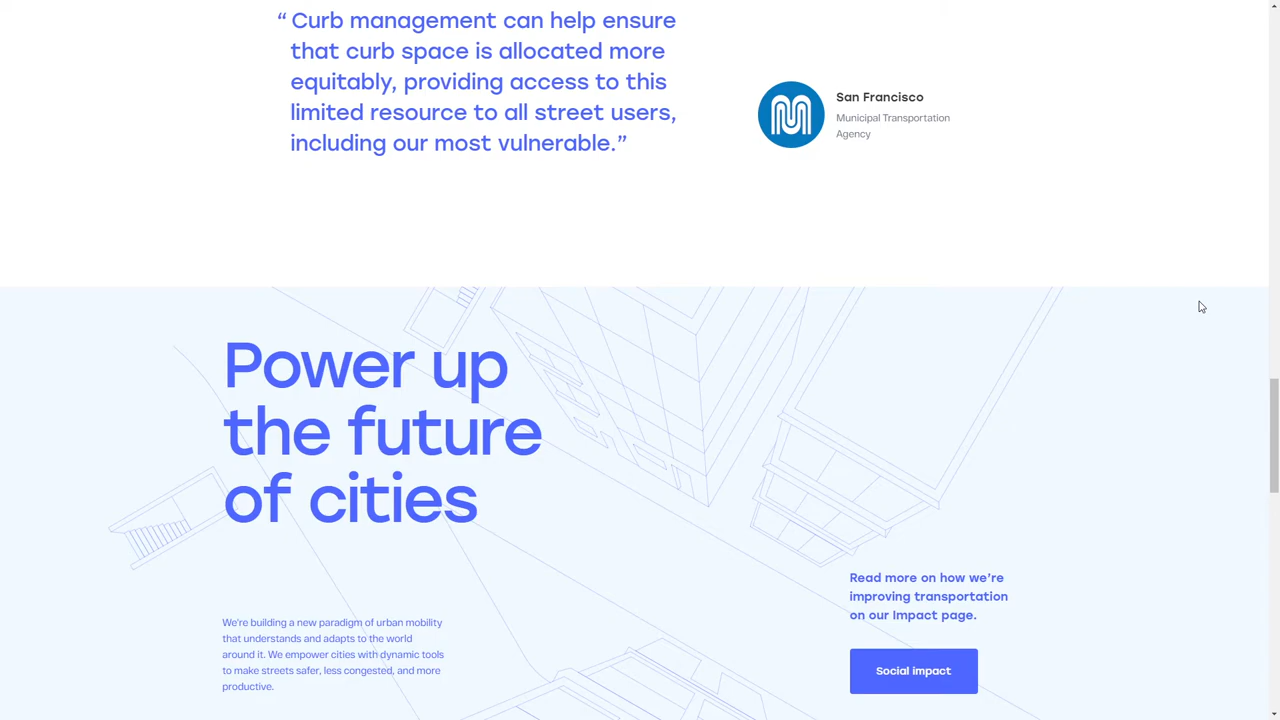 “ Curb management can help ensure
that curb space is allocated more
equitably, providing access to this
limited resource to all street users,
including our most vulnerable.”
San Francisco
Municipal Transportation
Agency
Power up
the future
of cities
We're building a new paradigm of urban mobility
that understands and adapts to the world
around it. We empower cities with dynamic tools
to make streets safer, less congested, and more
productive.
Read more on how we’re
improving transportation
on our Impact page.
Social impact